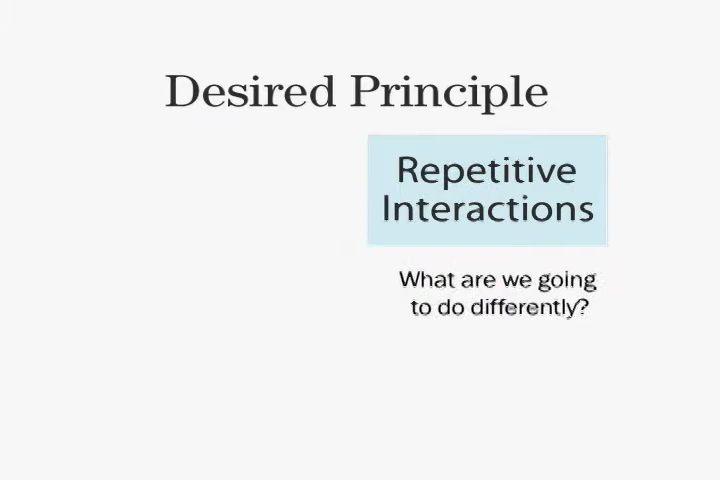 Desired Principle
Repetitive
Interactions
What are we going
to do differently?